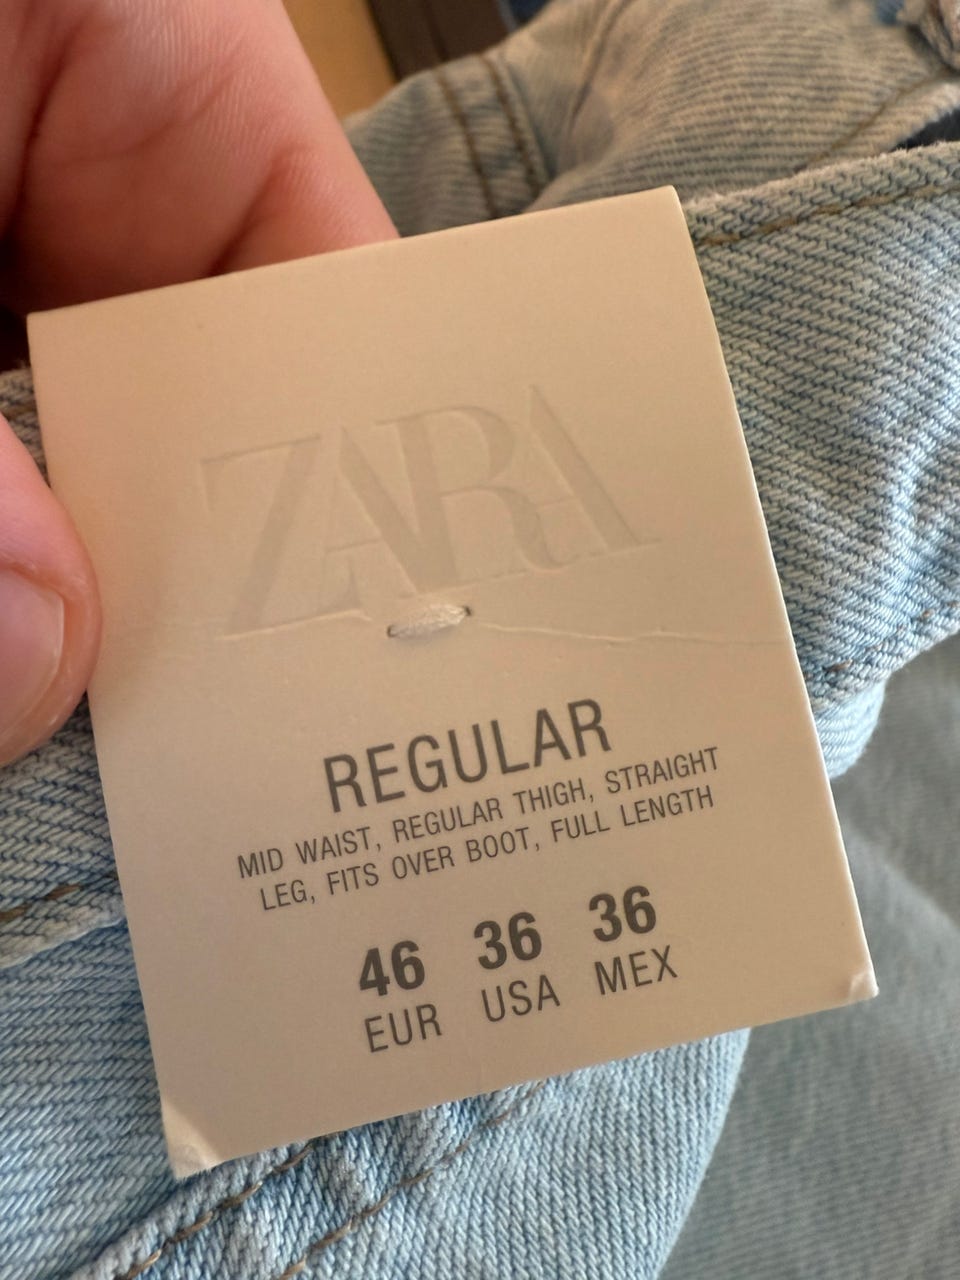 ZARA
REGULAR
MID WAIST, REGULAR THIGH, STRAIGHT
LEG, FITS OVER BOOT, FULL LENGTH
46 36 36
EUR USA MEX